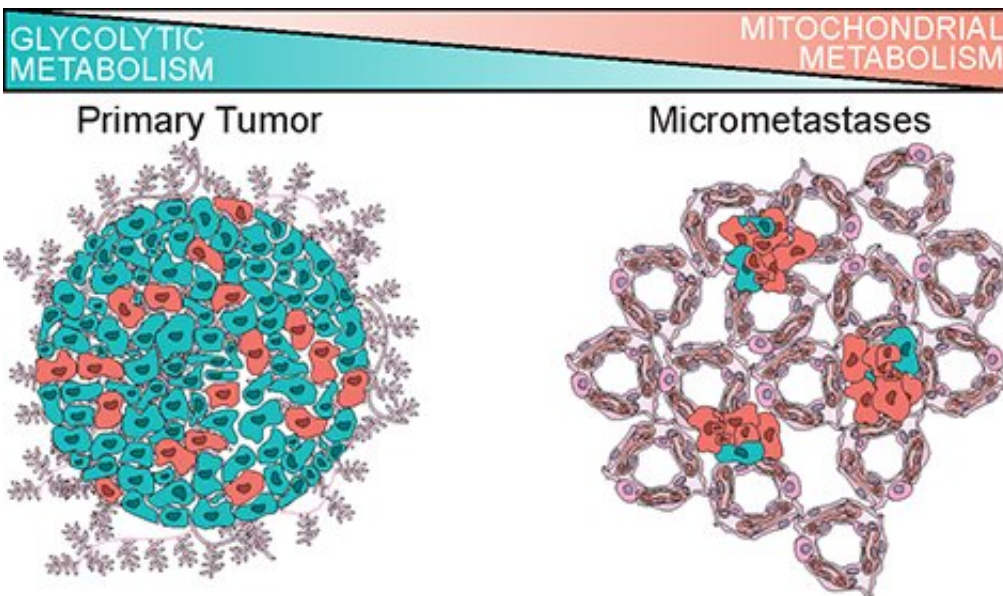 GLYCOLYTIC
METABOLISM
MITOCHONDRIAL
METABOLISM
Primary Tumor
Micrometastases